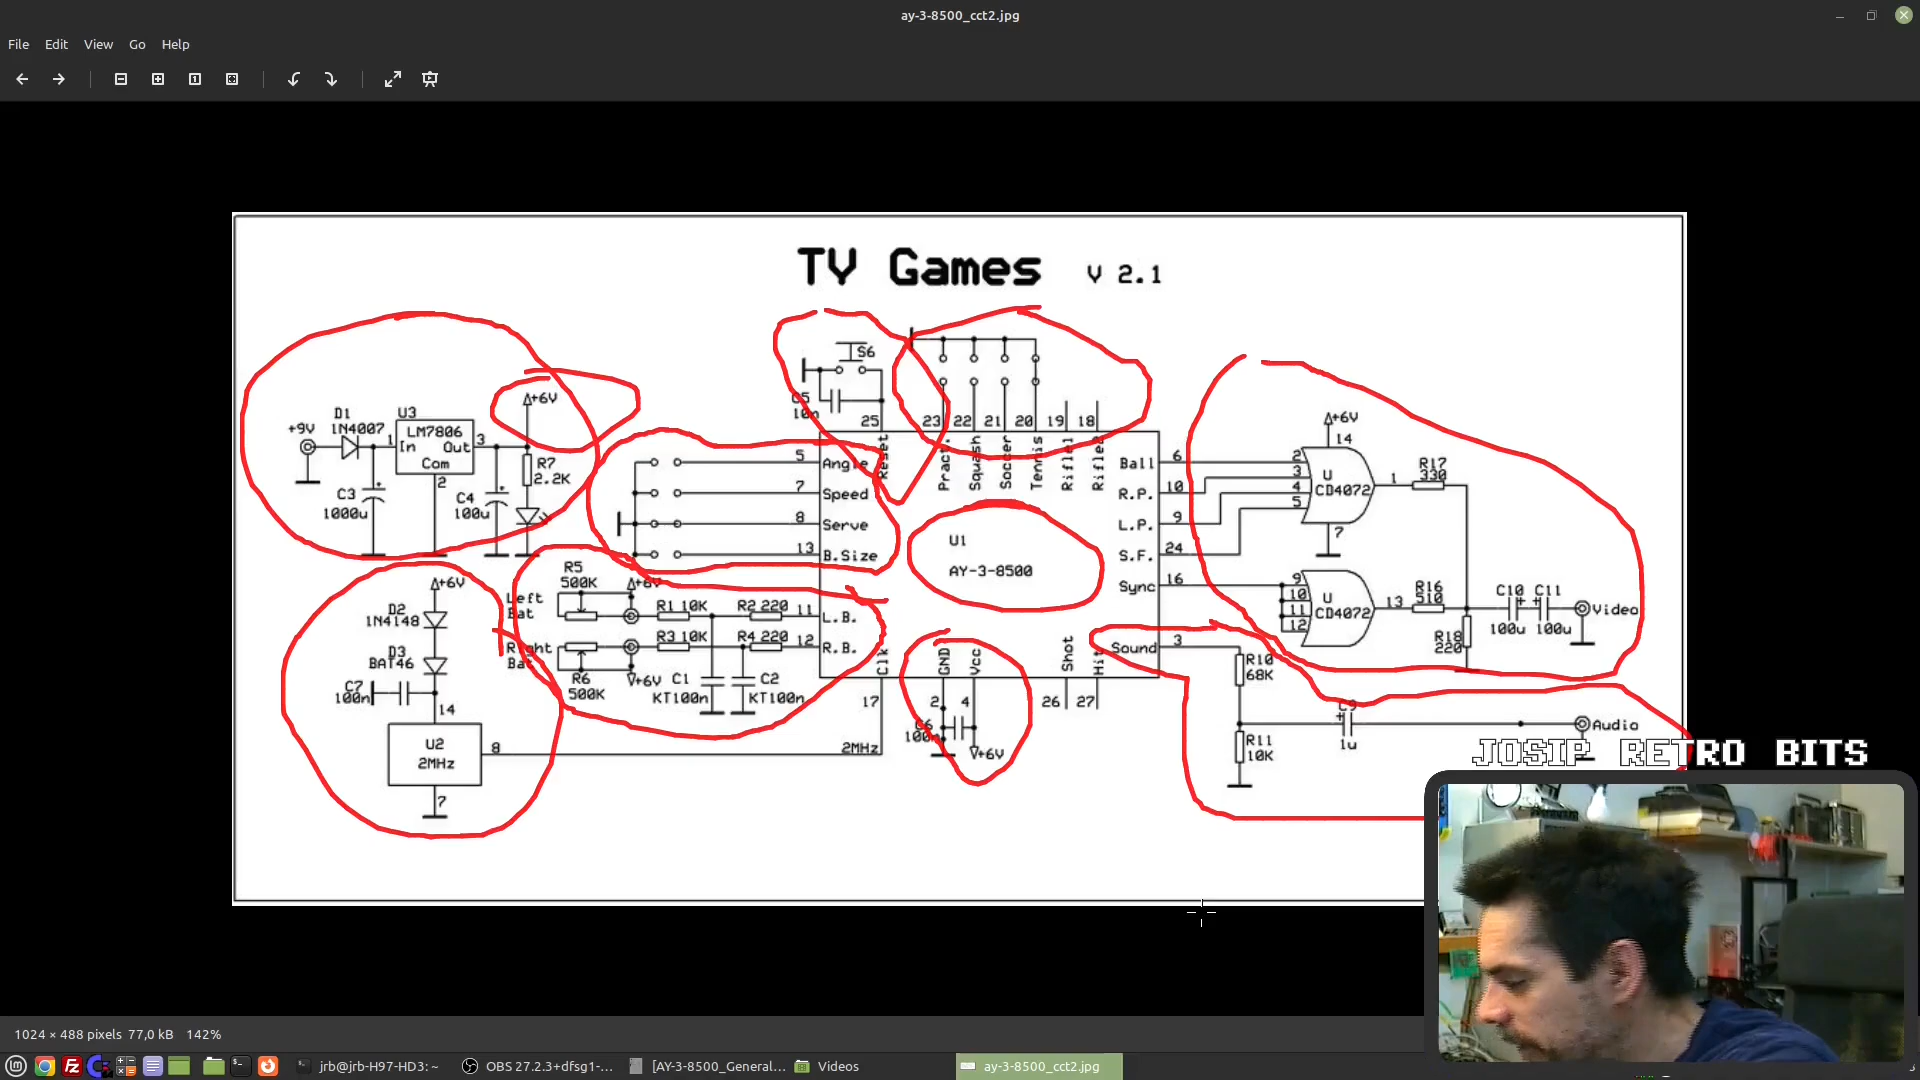 ay-3-8500_cct2.jpg
File Edit View Go Help
TV Games V 2.1
S6
C5
10n
25 23 22 21 20 19 18
Reset Pract. Squash Soccer Tennis Rifle1 Rifle2
+9V
D1
1N4007
U3
LM7806
1 In Out 3
Com
2
+6V
R7
2.2K
C3
1000u
C4
100u
5 Angle
7 Speed
8 Serve
13 B.Size
U1
AY-3-8500
Ball 6
R.P. 10
L.P. 9
S.F. 24
Sync 16
Sound 3
+6V
14
2
3
4
5
U
CD4072
1
7
R17
330
9
10
11
12
U
CD4072
13
R16
510
R18
220
C10 C11
100u 100u
Video
+6V
D2
1N4148
D3
BAT46
C7
100n
14
U2
2MHz
8
7
Left
Bat
R5
500K
+6V
R1 10K R2 220 11 L.B.
Right
Bat
R3 10K R4 220 12 R.B.
R6
500K
+6V
C1
KT100n
C2
KT100n
Clk
17
2MHz
GND Vcc
2 4
C6
100n
+6V
Shot Hit
26 27
R10
68K
R11
10K
C9
1u
Audio
JOSIP RETRO BITS
1024 × 488 pixels 77,0 kB 142%
jrb@jrb-H97-HD3: ~ OBS 27.2.3+dfsg1-... [AY-3-8500_General... Videos ay-3-8500_cct2.jpg